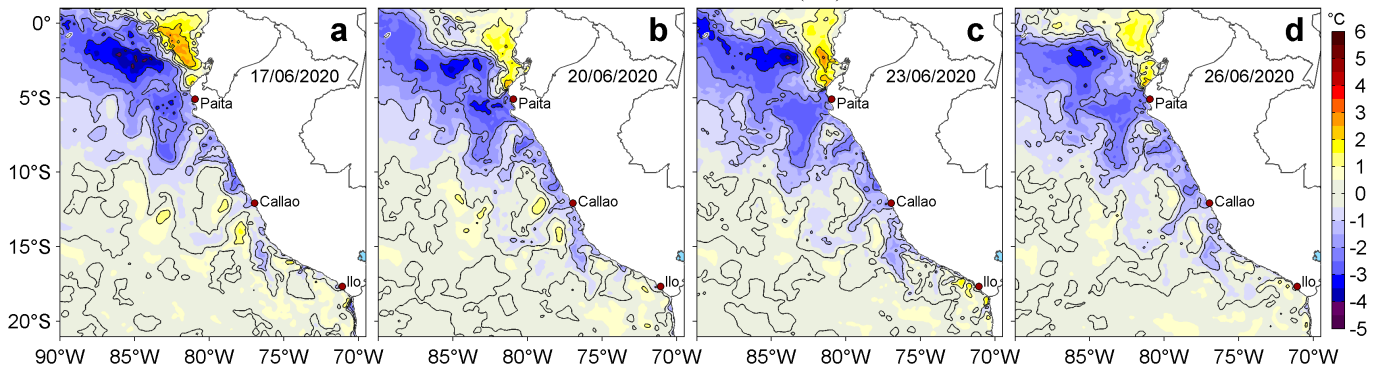 a
b
c
d
°C
0°
5°S
10°S
15°S
20°S
17/06/2020
20/06/2020
23/06/2020
26/06/2020
Paita
Callao
Ilo
Paita
Callao
Ilo
Paita
Callao
Ilo
Paita
Callao
Ilo
6
5
4
3
2
1
0
-1
-2
-3
-4
-5
90°W 85°W 80°W 75°W 70°W
85°W 80°W 75°W 70°W
85°W 80°W 75°W 70°W
85°W 80°W 75°W 70°W